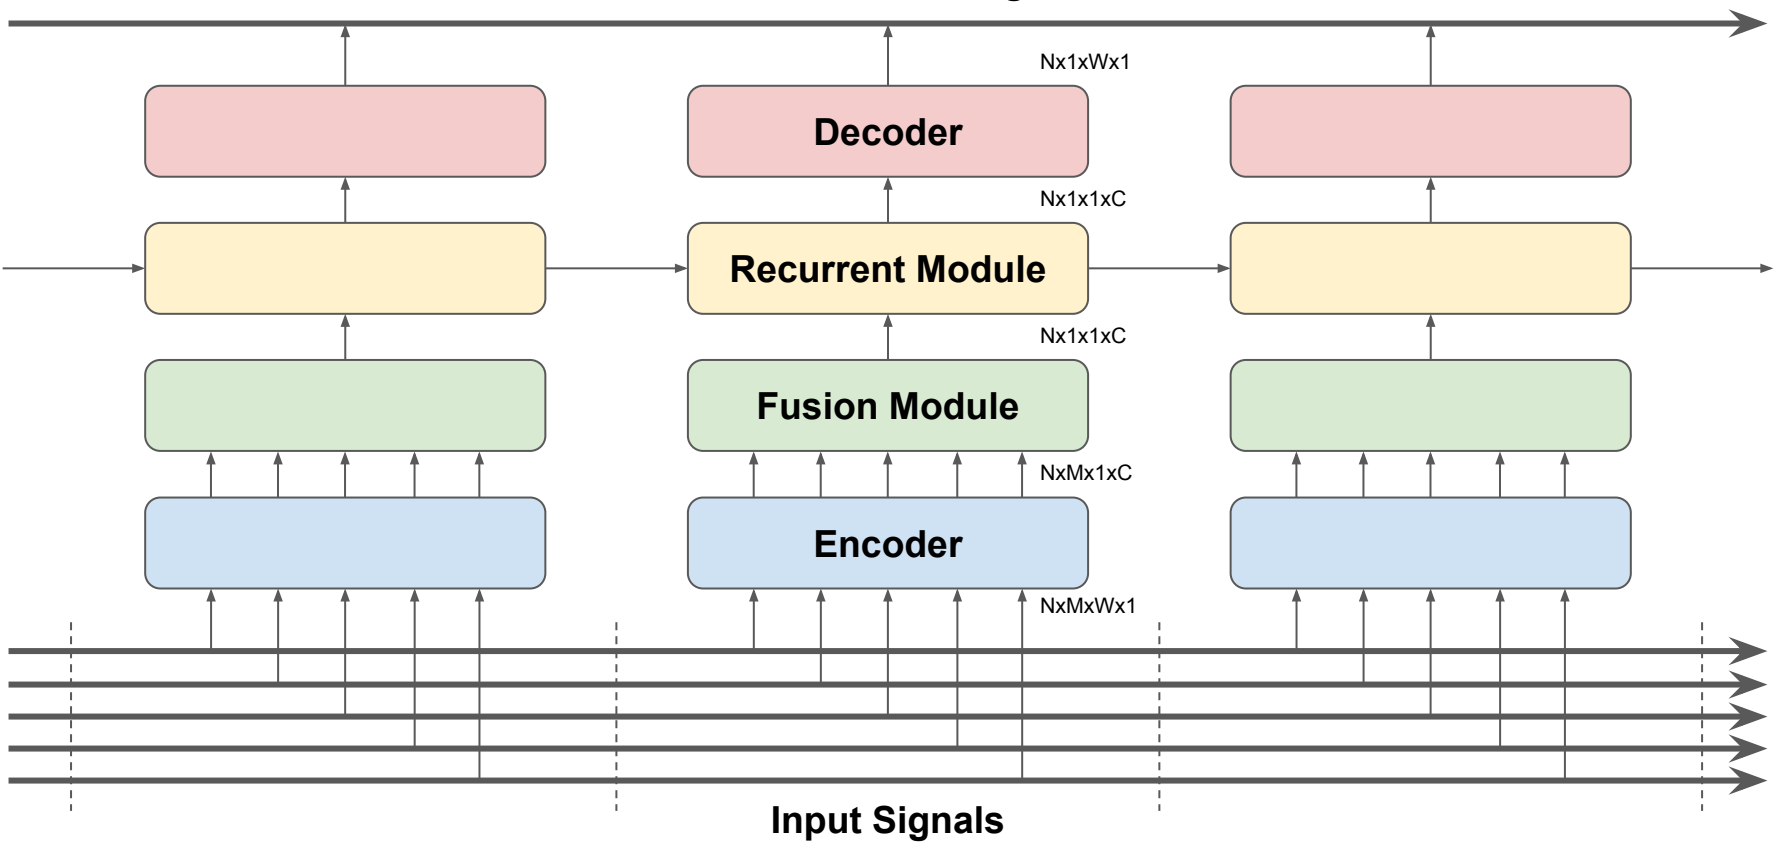 Nx1xWx1
Decoder
Nx1x1xC
Recurrent Module
Nx1x1xC
Fusion Module
NxMx1xC
Encoder
NxMxWx1
Input Signals